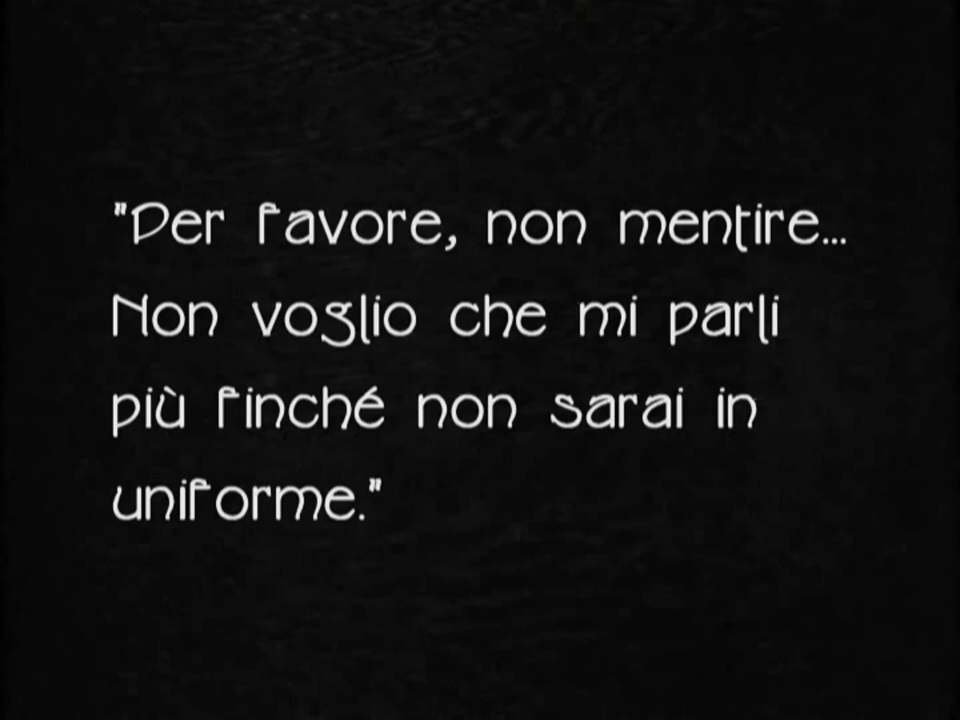 "Per favore, non mentire...
Non voglio che mi parli
più finché non sarai in
uniforme."